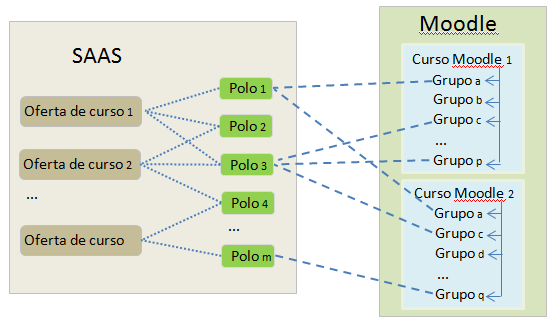 SAAS
Oferta de curso 1
Oferta de curso 2
...
Oferta de curso
Polo 1
Polo 2
Polo 3
Polo 4
...
Polo m
Moodle
Curso Moodle 1
Grupo a
Grupo b
Grupo c
...
Grupo p
Curso Moodle 2
Grupo a
Grupo c
Grupo d
...
Grupo q